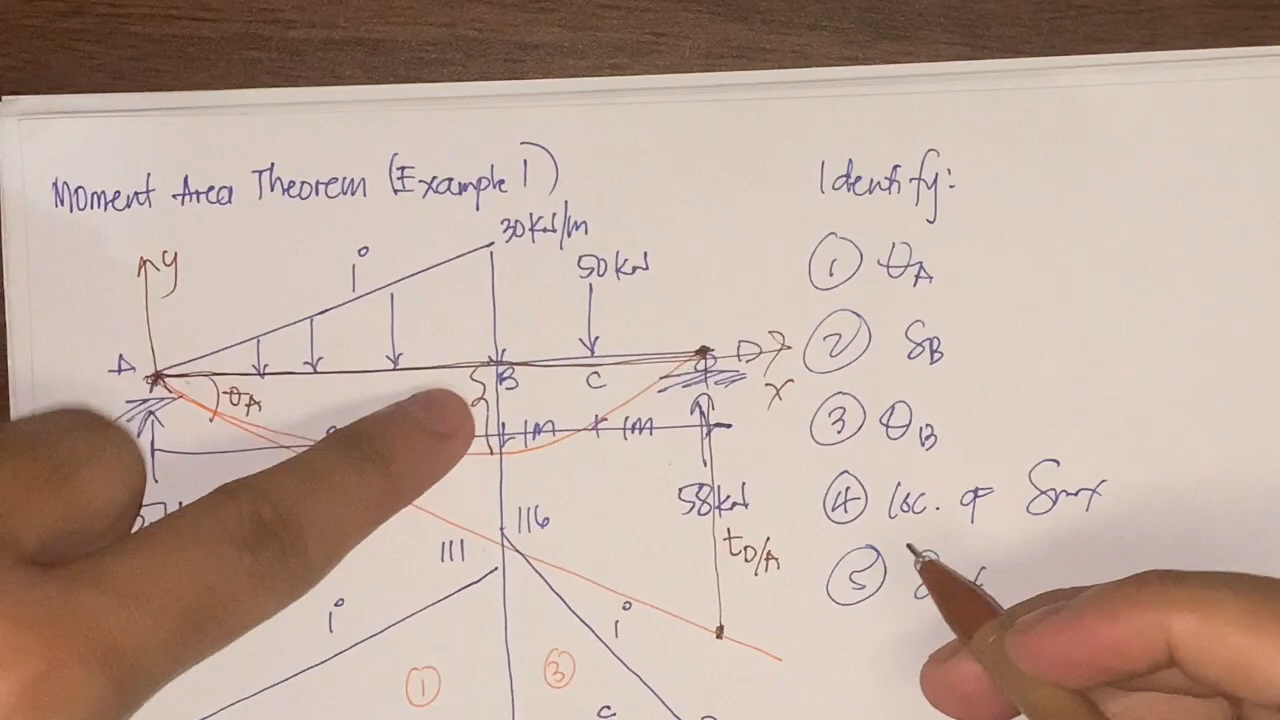 Moment Area Theorem (Example 1)
Identify:
① θA
② δB
③ θB
④ loc. of δmax
⑤
y
i
30 kN/m
50 kN
A
B
C
D
x
θA
1m
1m
58 kN
tD/A
111
116
i
i
①
③
C